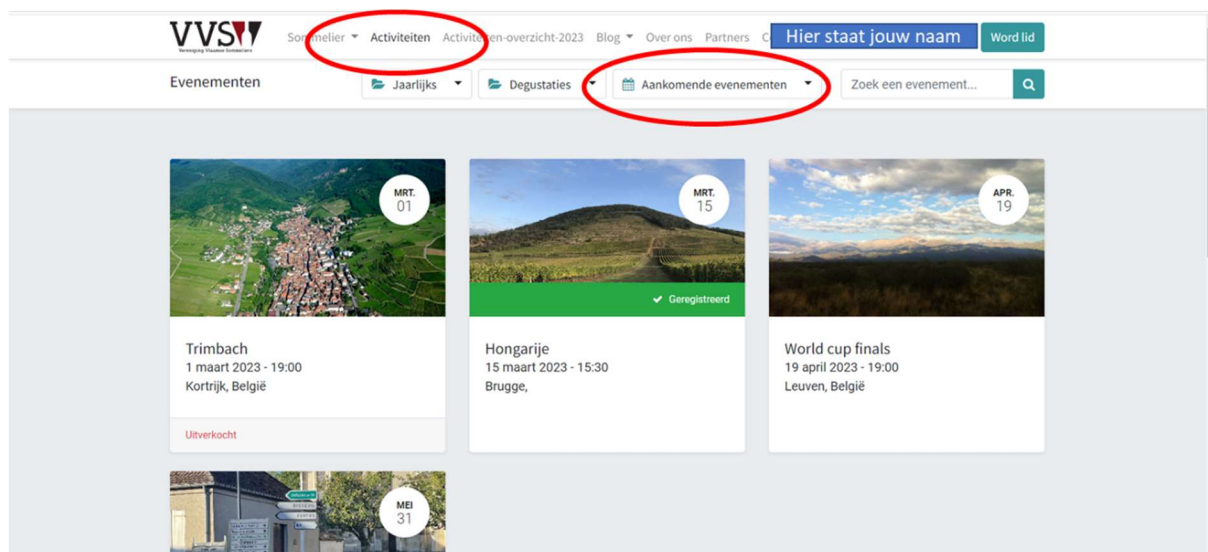 VVS
Vereniging Vlaamse Sommeliers
Sommelier Activiteiten Activiteiten-overzicht-2023 Blog Over ons Partners C Hier staat jouw naam Word lid
Evenementen Jaarlijks Degustaties Aankomende evenementen Zoek een evenement...
MRT.
01
MRT.
15
APR.
19
Geregistreerd
Trimbach
1 maart 2023 - 19:00
Kortrijk, België
Uitverkocht
Hongarije
15 maart 2023 - 15:30
Brugge,
World cup finals
19 april 2023 - 19:00
Leuven, België
MEI
31